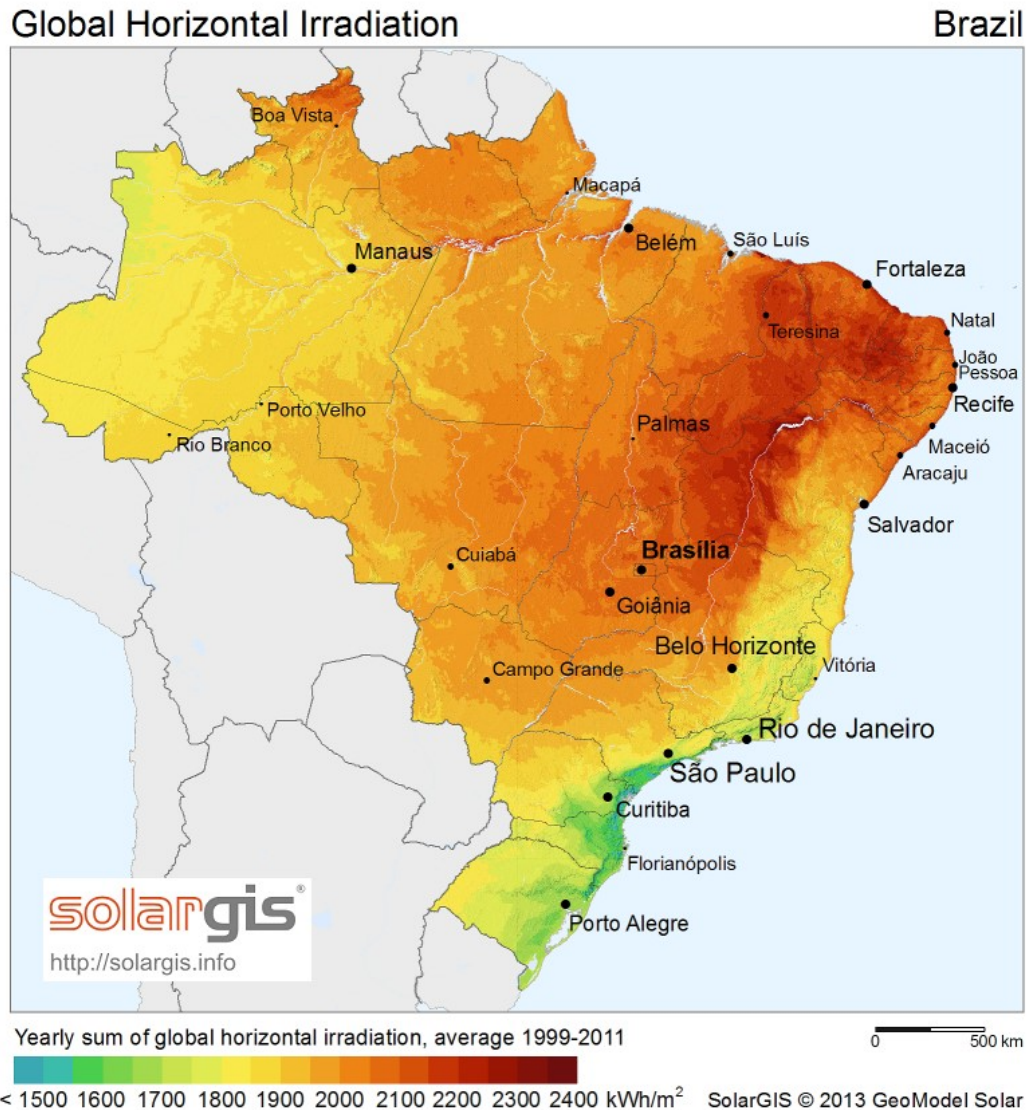 Global Horizontal Irradiation
Brazil
Boa Vista
Macapá
Belém
São Luís
Manaus
Fortaleza
Teresina
Natal
João
Pessoa
Recife
Porto Velho
Palmas
Rio Branco
Maceió
Aracaju
Salvador
Brasília
Cuiabá
Goiânia
Belo Horizonte
Vitória
Campo Grande
Rio de Janeiro
São Paulo
Curitiba
Florianópolis
Porto Alegre
solargis®
http://solargis.info
Yearly sum of global horizontal irradiation, average 1999-2011
0 500 km
< 1500 1600 1700 1800 1900 2000 2100 2200 2300 2400 kWh/m²
SolarGIS © 2013 GeoModel Solar